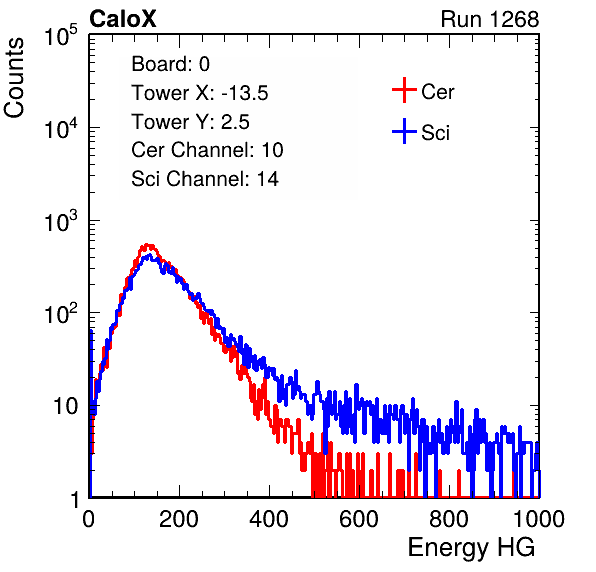 CaloX Run 1268
Counts
Board: 0
Tower X: -13.5
Tower Y: 2.5
Cer Channel: 10
Sci Channel: 14
Cer
Sci
10^5
10^4
10^3
10^2
10
1
0 200 400 600 800 1000
Energy HG